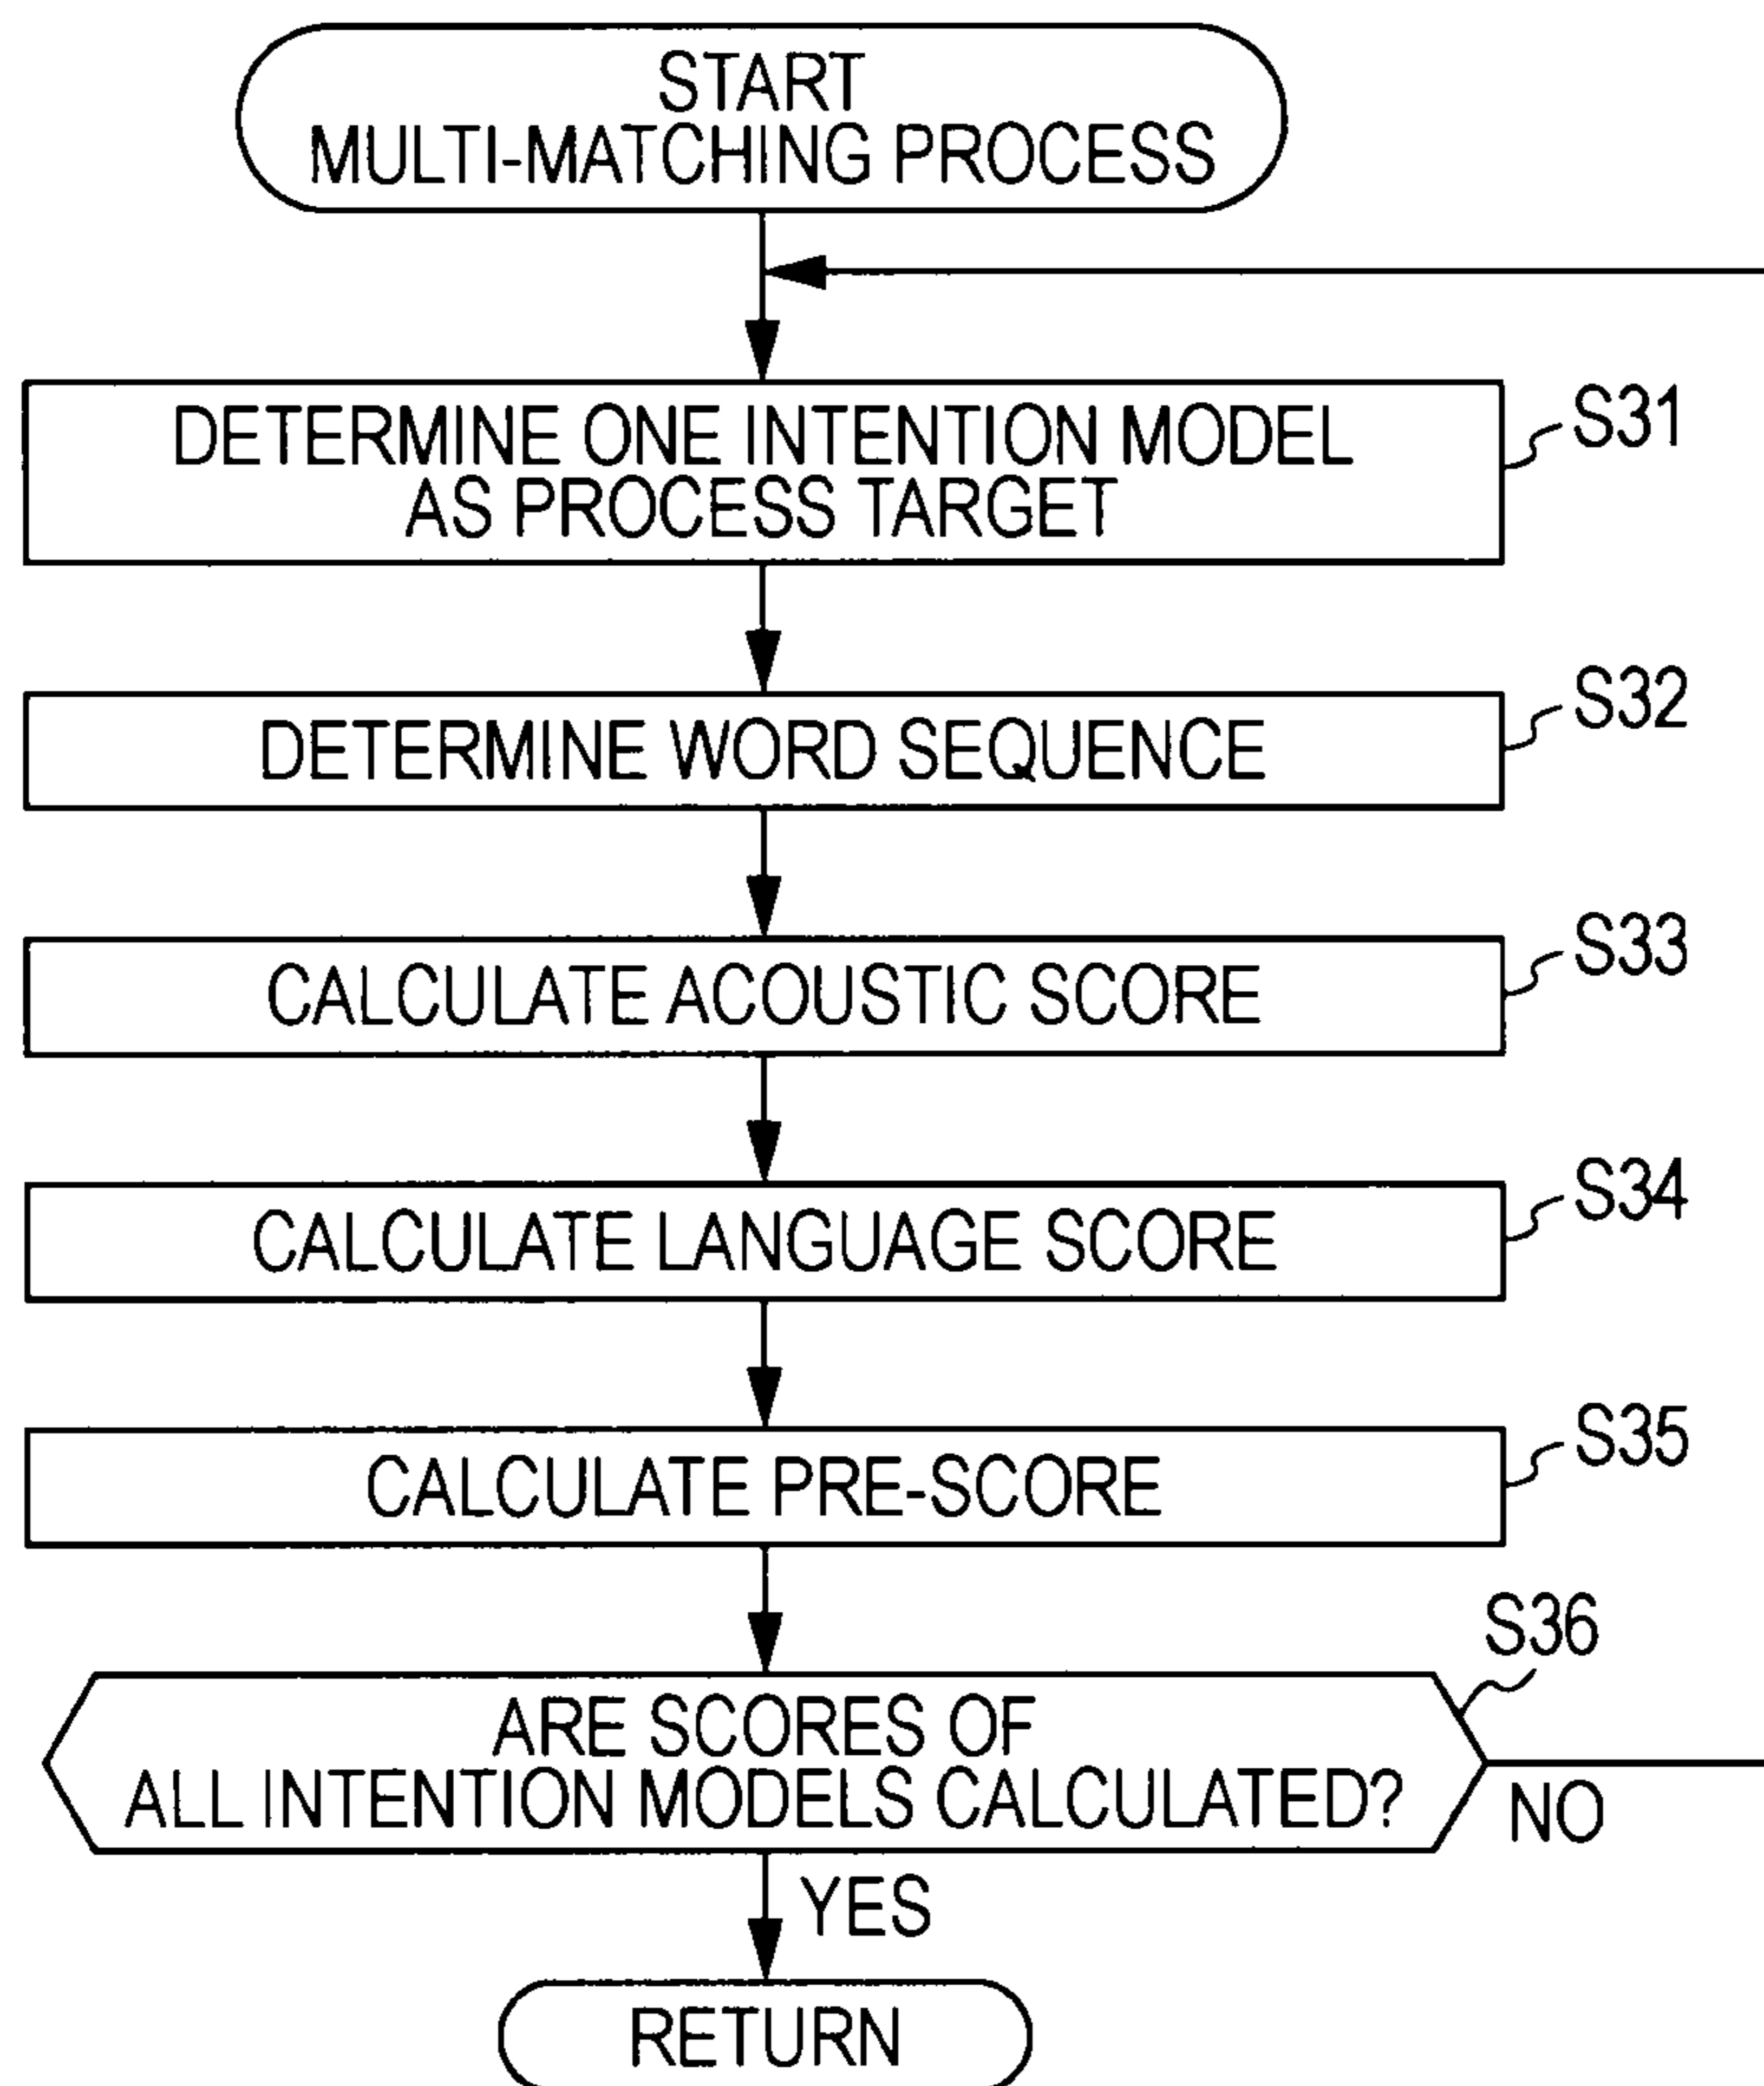 START
MULTI-MATCHING PROCESS
DETERMINE ONE INTENTION MODEL
AS PROCESS TARGET
S31
DETERMINE WORD SEQUENCE
S32
CALCULATE ACOUSTIC SCORE
S33
CALCULATE LANGUAGE SCORE
S34
CALCULATE PRE-SCORE
S35
S36
ARE SCORES OF
ALL INTENTION MODELS CALCULATED?
NO
YES
RETURN